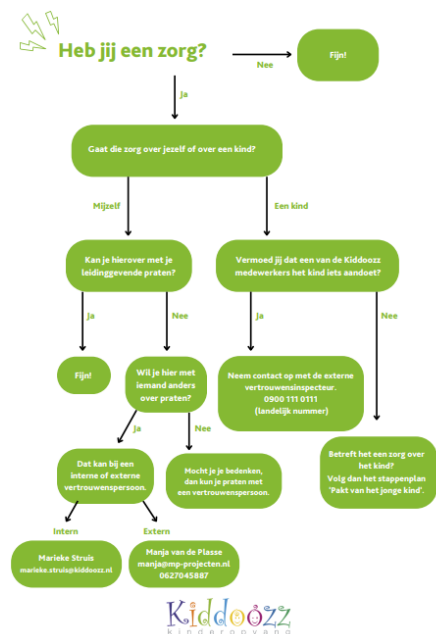 Heb jij een zorg?
Nee
Fijn!
Ja
Gaat die zorg over jezelf of over een kind?
Mijzelf
Een kind
Kan je hierover met je
leidinggevende praten?
Vermoed jij dat een van de Kiddoozz
medewerkers het kind iets aandoet?
Ja
Nee
Ja
Nee
Fijn!
Wil je hier met
iemand anders
over praten?
Neem contact op met de externe
vertrouwensinspecteur.
0900 111 0111
(landelijk nummer)
Ja
Nee
Dat kan bij een
interne of externe
vertrouwenspersoon.
Mocht je je bedenken,
dan kun je praten met
een vertrouwenspersoon.
Betreft het een zorg over
het kind?
Volg dan het stappenplan
'Pakt van het jonge kind'.
Intern
Extern
Marieke Struis
marieke.struis@kiddoozz.nl
Manja van de Plasse
manja@mp-projecten.nl
0627045887
Kiddoozz
kinderopvang